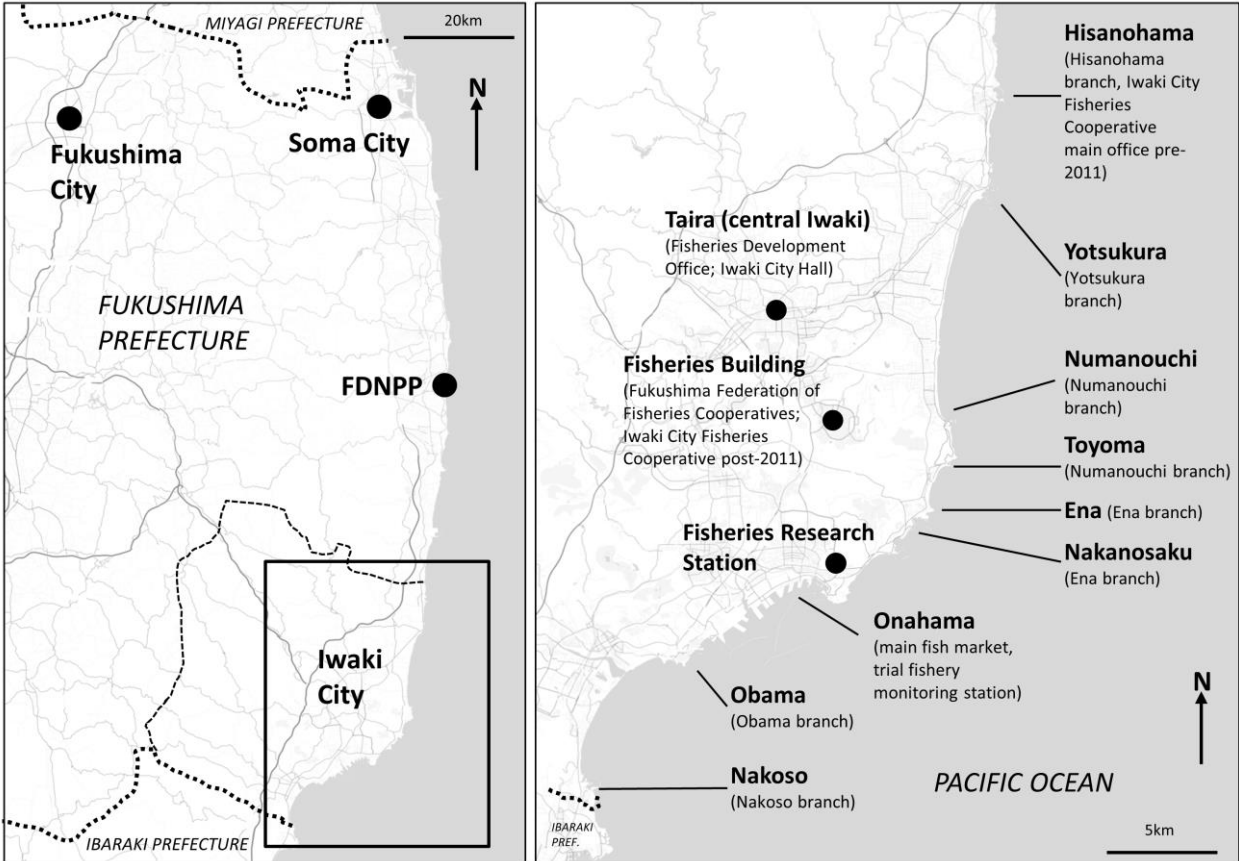 MIYAGI PREFECTURE
20km
N
Fukushima
City
Soma City
FUKUSHIMA
PREFECTURE
FDNPP
Iwaki
City
IBARAKI PREFECTURE
Hisanohama
(Hisanohama
branch, Iwaki City
Fisheries
Cooperative
main office pre-
2011)
Taira (central Iwaki)
(Fisheries Development
Office; Iwaki City Hall)
Yotsukura
(Yotsukura
branch)
Fisheries Building
(Fukushima Federation of
Fisheries Cooperatives;
Iwaki City Fisheries
Cooperative post-2011)
Numanouchi
(Numanouchi
branch)
Toyoma
(Numanouchi branch)
Ena (Ena branch)
Nakanosaku
(Ena branch)
Fisheries Research
Station
Onahama
(main fish market,
trial fishery
monitoring station)
Obama
(Obama branch)
N
Nakoso
(Nakoso branch)
PACIFIC OCEAN
IBARAKI
PREF.
5km